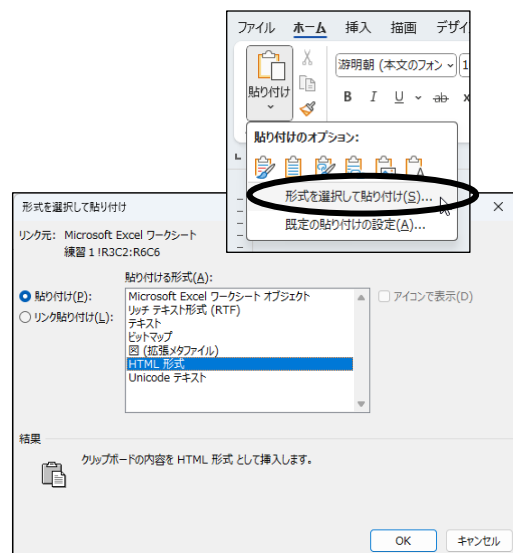 ファイル ホーム 挿入 描画 デザイ
游明朝 (本文のフォン
貼り付け
B I U ab x
貼り付けのオプション:
形式を選択して貼り付け(S)...
既定の貼り付けの設定(A)...
形式を選択して貼り付け
リンク元: Microsoft Excel ワークシート
練習 1!R3C2:R6C6
貼り付ける形式(A):
貼り付け(P):
リンク貼り付け(L):
Microsoft Excel ワークシート オブジェクト
リッチ テキスト形式 (RTF)
テキスト
ビットマップ
図 (拡張メタファイル)
HTML 形式
Unicode テキスト
アイコンで表示(D)
結果
クリップボードの内容を HTML 形式 として挿入します。
OK キャンセル